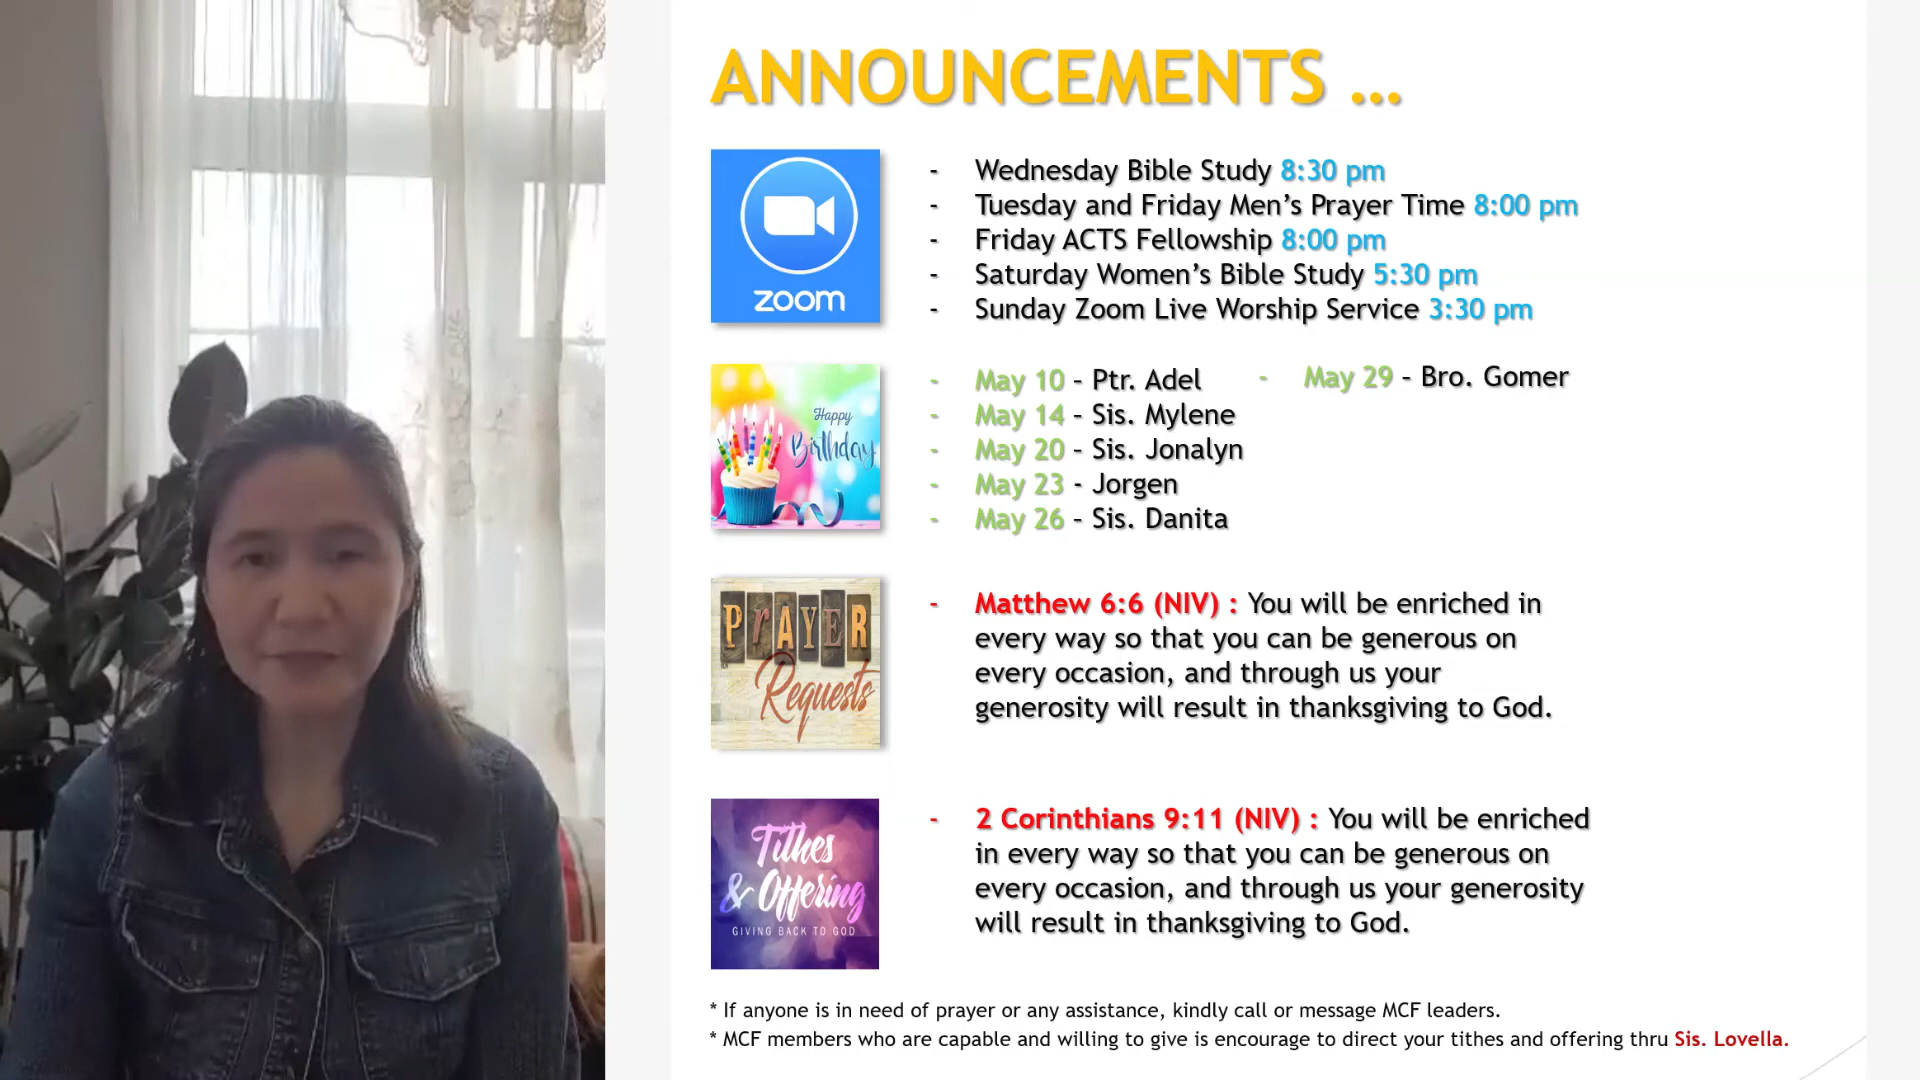 ANNOUNCEMENTS ...
zoom
- Wednesday Bible Study 8:30 pm
- Tuesday and Friday Men’s Prayer Time 8:00 pm
- Friday ACTS Fellowship 8:00 pm
- Saturday Women’s Bible Study 5:30 pm
- Sunday Zoom Live Worship Service 3:30 pm
Happy
Birthday
- May 10 – Ptr. Adel
- May 14 – Sis. Mylene
- May 20 – Sis. Jonalyn
- May 23 - Jorgen
- May 26 – Sis. Danita
- May 29 – Bro. Gomer
PrAYER
Requests
- Matthew 6:6 (NIV) : You will be enriched in
every way so that you can be generous on
every occasion, and through us your
generosity will result in thanksgiving to God.
Tithes
& Offering
GIVING BACK TO GOD
- 2 Corinthians 9:11 (NIV) : You will be enriched
in every way so that you can be generous on
every occasion, and through us your generosity
will result in thanksgiving to God.
* If anyone is in need of prayer or any assistance, kindly call or message MCF leaders.
* MCF members who are capable and willing to give is encourage to direct your tithes and offering thru Sis. Lovella.